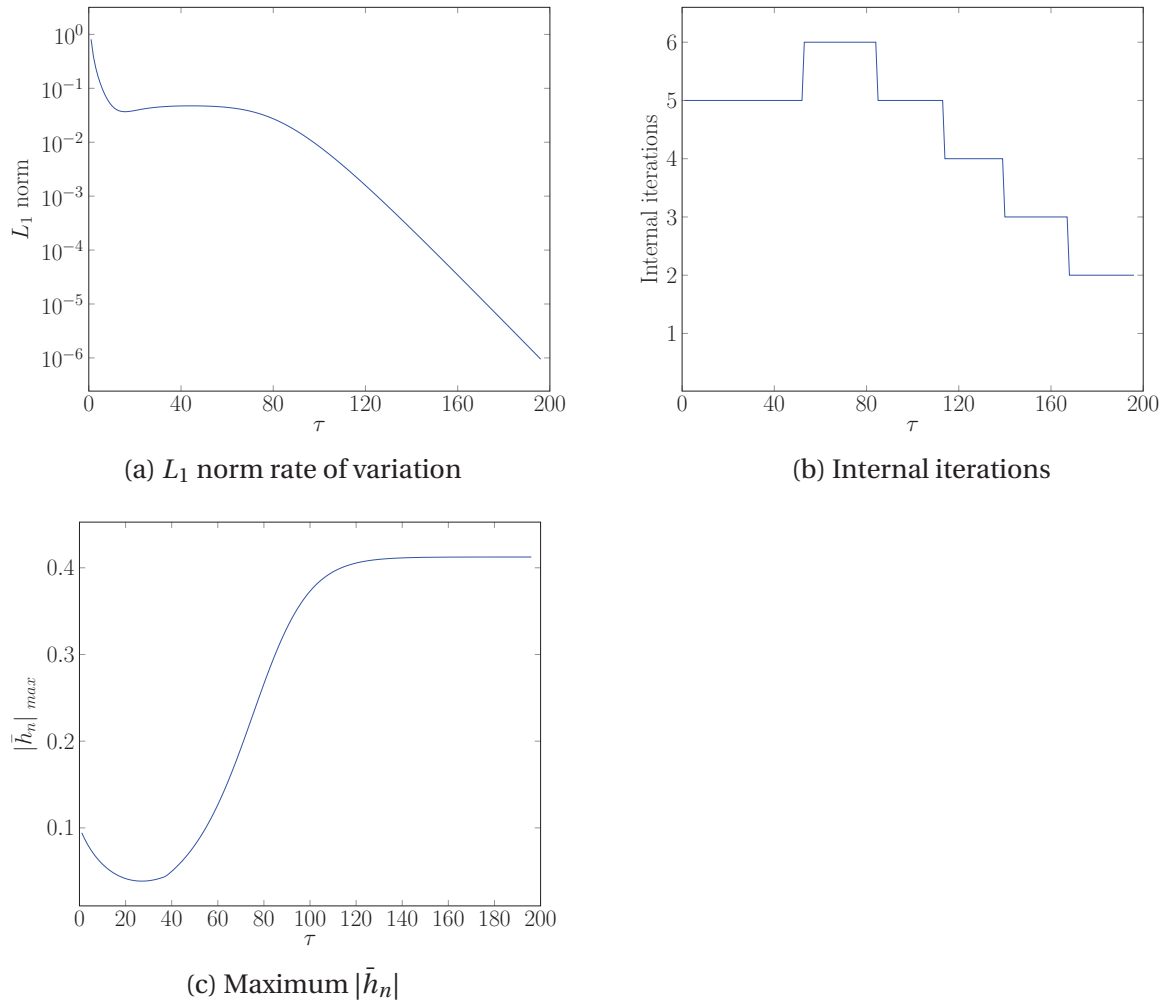 10^0
10^{-1}
10^{-2}
10^{-3}
10^{-4}
10^{-5}
10^{-6}
L_1 norm
0 40 80 120 160 200
τ
(a) L_1 norm rate of variation
6
5
4
3
2
1
Internal iterations
0 40 80 120 160 200
τ
(b) Internal iterations
0.4
0.3
0.2
0.1
|\bar{h}_n| _{max}
0 20 40 60 80 100 120 140 160 180 200
τ
(c) Maximum |\bar{h}_n|